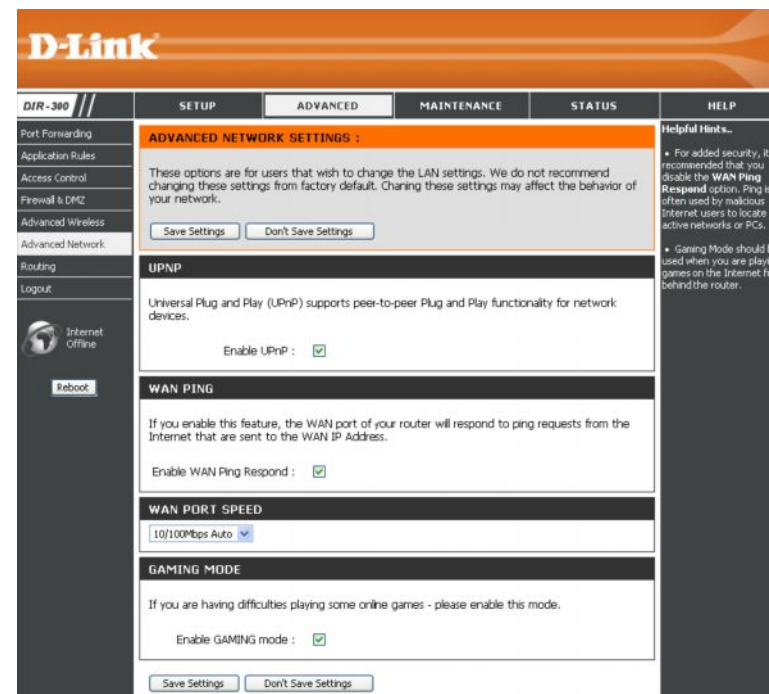 D-Link
DIR-300
SETUP
ADVANCED
MAINTENANCE
STATUS
HELP
Port Forwarding
Application Rules
Access Control
Firewall & DMZ
Advanced Wireless
Advanced Network
Routing
Logout
Internet
Offline
Reboot
ADVANCED NETWORK SETTINGS :
These options are for users that wish to change the LAN settings. We do not recommend
changing these settings from factory default. Chaning these settings may affect the behavior of
your network.
Save Settings
Don't Save Settings
UPNP
Universal Plug and Play (UPnP) supports peer-to-peer Plug and Play functionality for network
devices.
Enable UPnP :
WAN PING
If you enable this feature, the WAN port of your router will respond to ping requests from the
Internet that are sent to the WAN IP Address.
Enable WAN Ping Respond :
WAN PORT SPEED
10/100Mbps Auto
GAMING MODE
If you are having difficulties playing some online games - please enable this mode.
Enable GAMING mode :
Save Settings
Don't Save Settings
Helpful Hints..
• For added security, it
recommended that you
disable the WAN Ping
Respond option. Ping is
often used by malicious
Internet users to locate
active networks or PCs.
• Gaming Mode should
used when you are
games on the Internet
behind the router.